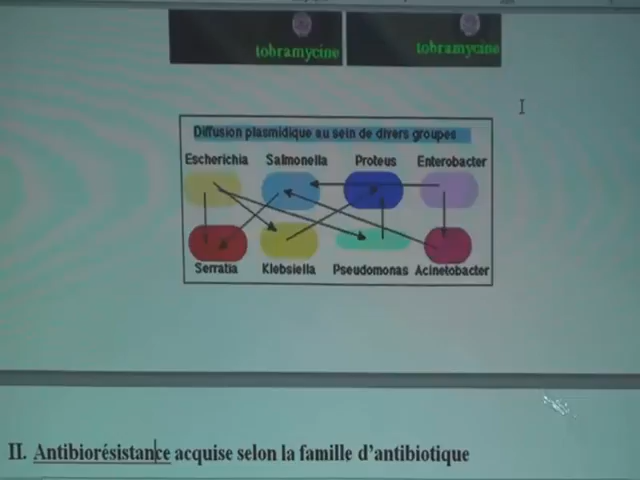 tobramycine tobramycine
Diffusion plasmidique au sein de divers groupes
Escherichia Salmonella Proteus Enterobacter
Serratia Klebsiella Pseudomonas Acinetobacter
II. Antibiorésistance acquise selon la famille d'antibiotique